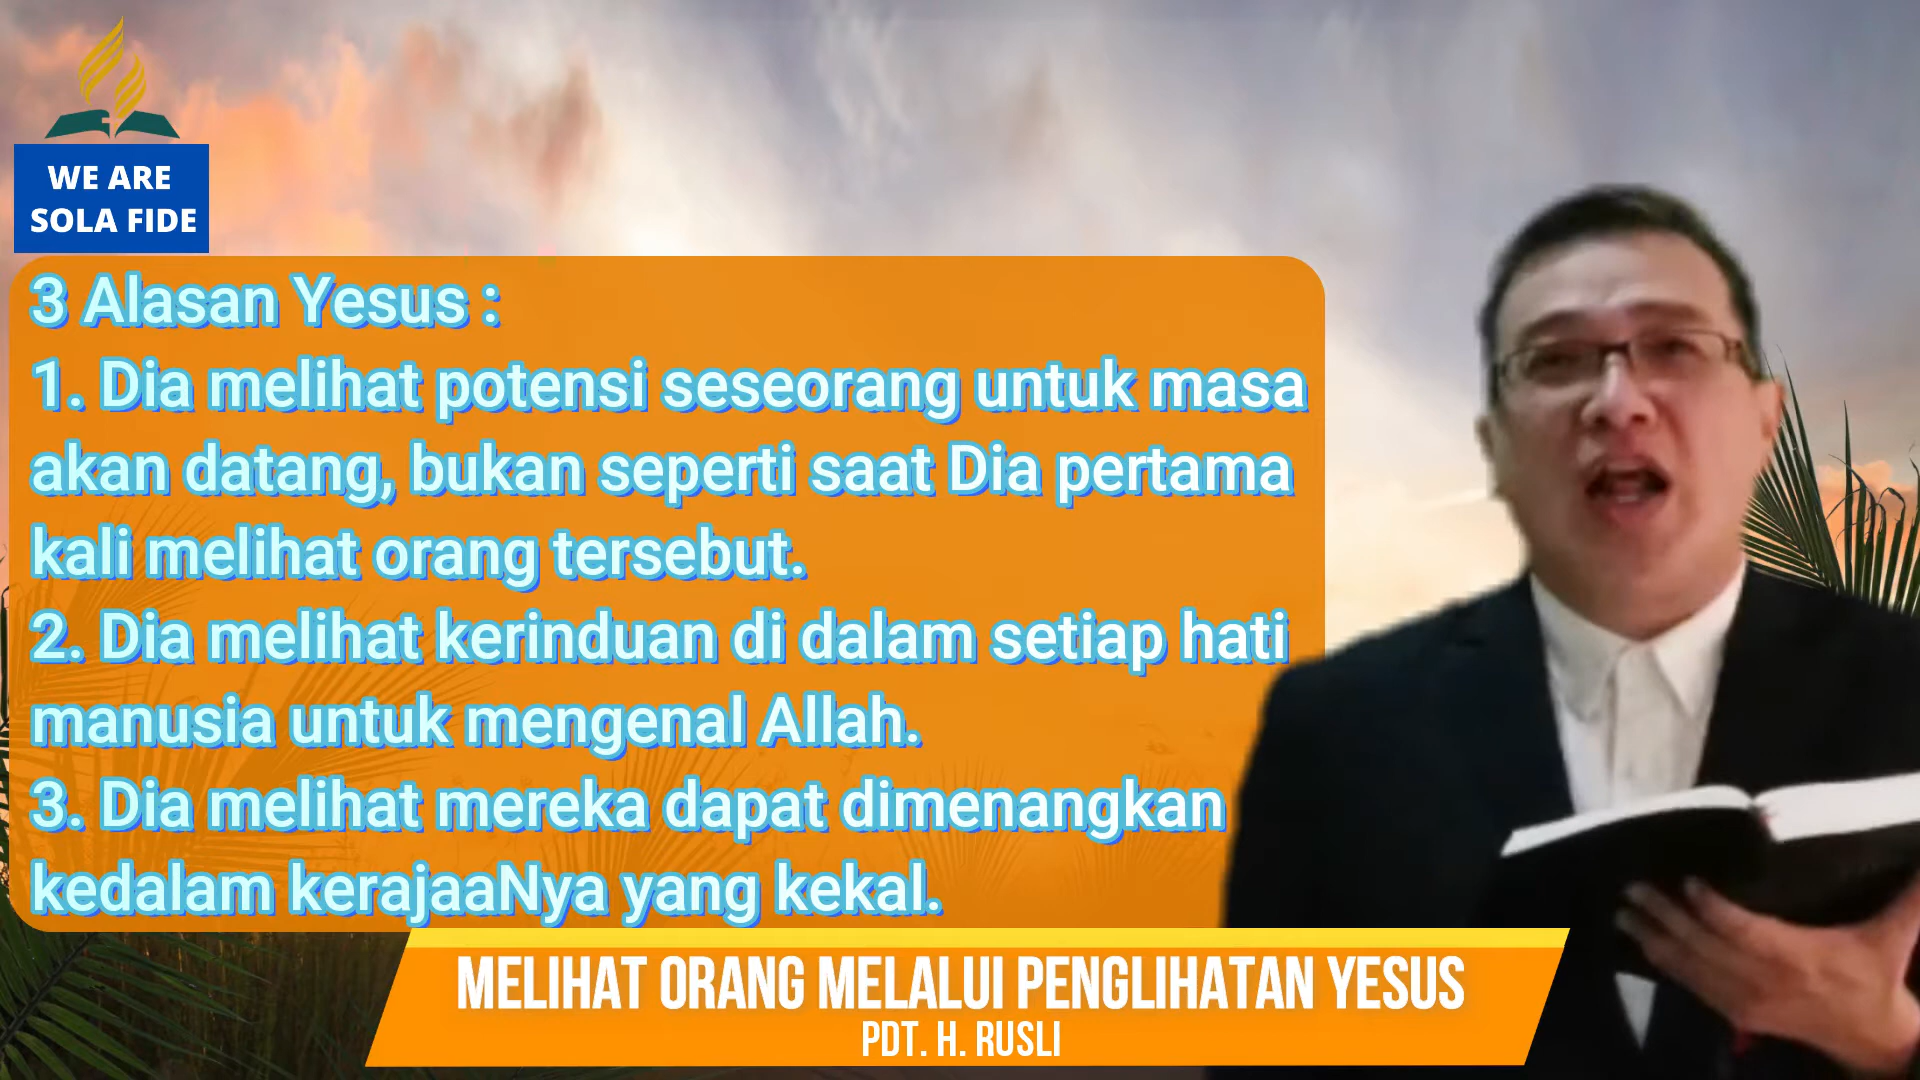 WE ARE
SOLA FIDE
3 Alasan Yesus :
1. Dia melihat potensi seseorang untuk masa
akan datang, bukan seperti saat Dia pertama
kali melihat orang tersebut.
2. Dia melihat kerinduan di dalam setiap hati
manusia untuk mengenal Allah.
3. Dia melihat mereka dapat dimenangkan
kedalam kerajaaNya yang kekal.
MELIHAT ORANG MELALUI PENGLIHATAN YESUS
PDT. H. RUSLI